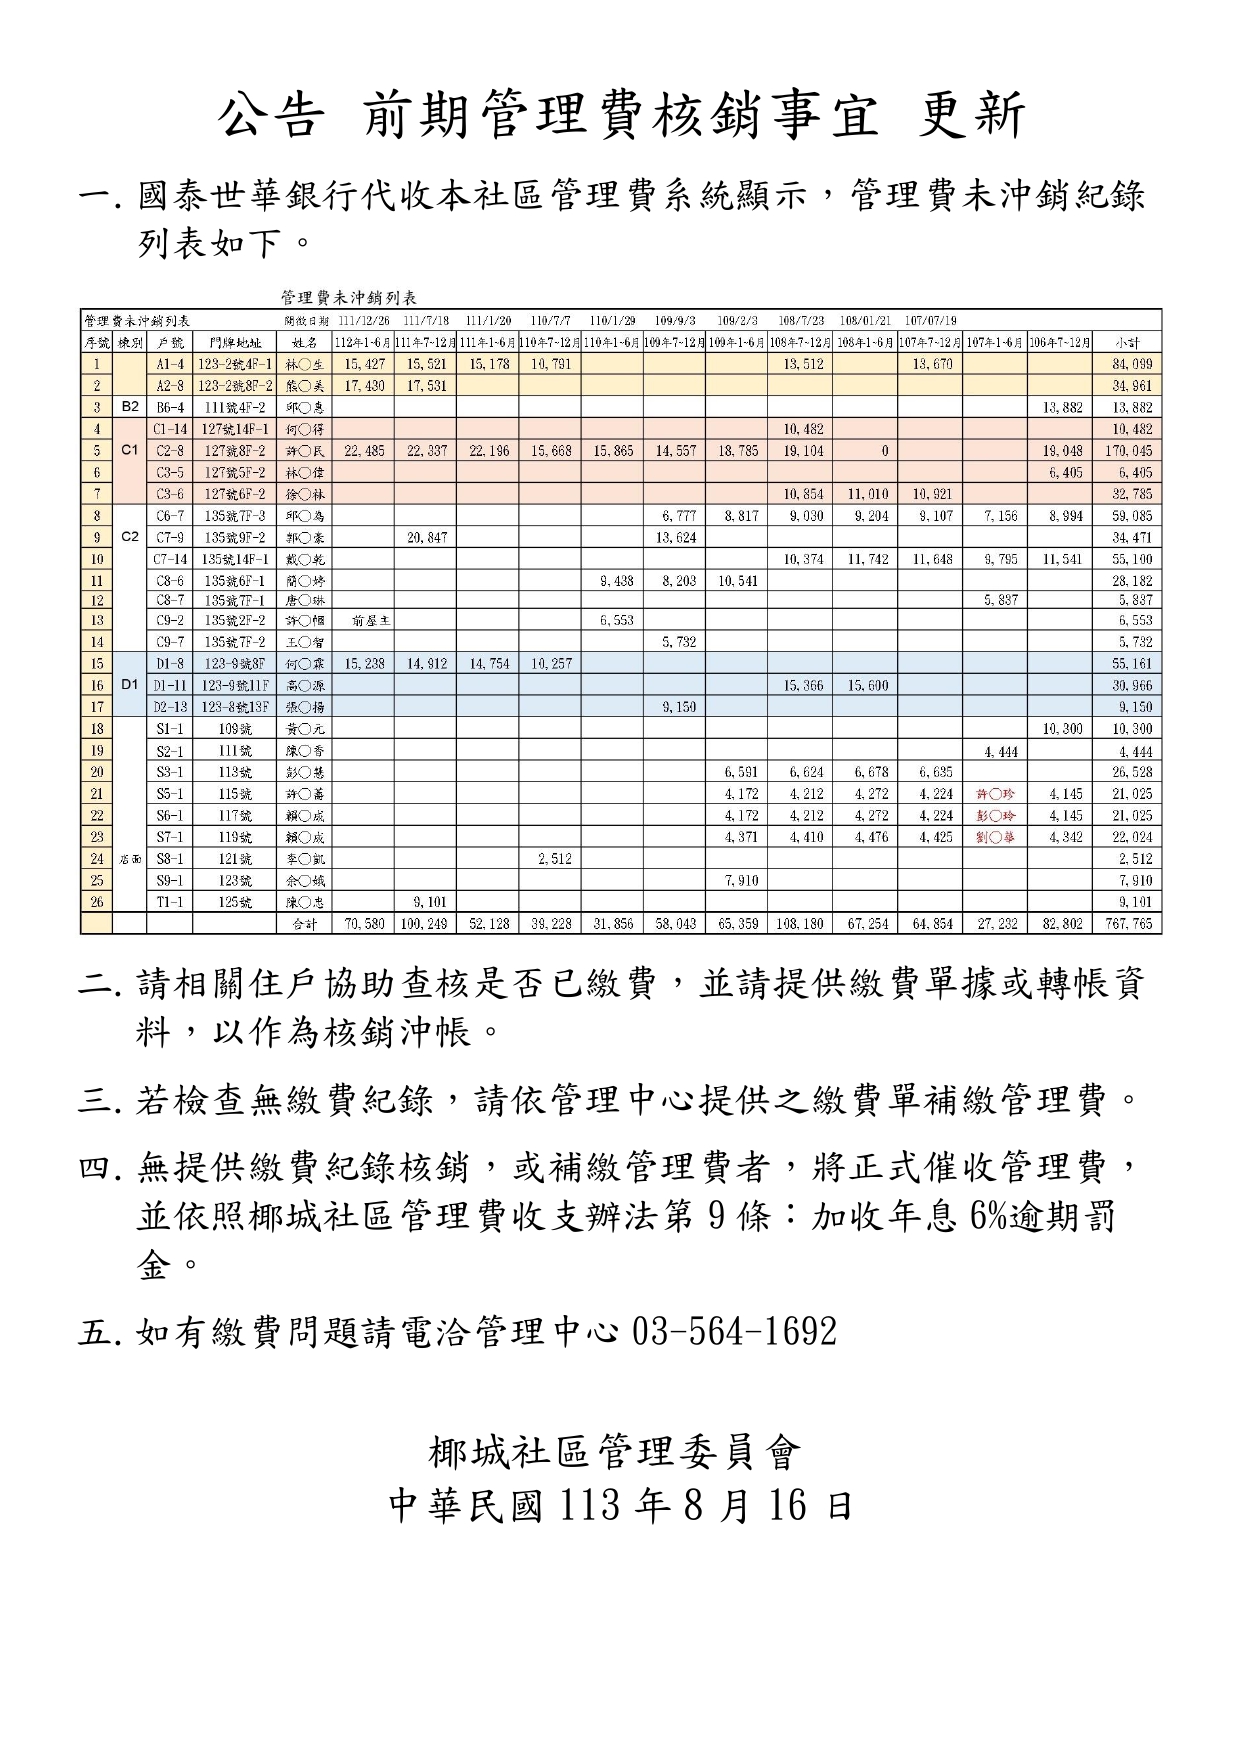 公告 前期管理費核銷事宜 更新
一. 國泰世華銀行代收本社區管理費系統顯示，管理費未沖銷紀錄
列表如下。
管理費未沖銷列表
管理費未沖銷列表 開徵日期 111/12/26 111/7/18 111/1/20 110/7/7 110/1/29 109/9/3 109/2/3 108/7/23 108/01/21 107/07/19
序號 棟別 戶號 門牌地址 姓名 112年1~6月 111年7~12月 111年1~6月 110年7~12月 110年1~6月 109年7~12月 109年1~6月 108年7~12月 108年1~6月 107年7~12月 107年1~6月 106年7~12月 小計
1 A1-4 123-2號4F-1 林○生 15,427 15,521 15,178 10,791 13,512 13,670 84,099
2 A2-8 123-2號8F-2 熊○美 17,430 17,531 34,961
3 B2 B6-4 111號4F-2 邱○惠 13,882 13,882
4 C1-14 127號14F-1 何○得 10,482 10,482
5 C1 C2-8 127號8F-2 許○民 22,485 22,337 22,196 15,668 15,865 14,557 18,785 19,104 0 19,048 170,045
6 C3-5 127號5F-2 林○偉 6,405 6,405
7 C3-6 127號6F-2 徐○林 10,854 11,010 10,921 32,785
8 C6-7 135號7F-3 邱○為 6,777 8,817 9,030 9,204 9,107 7,156 8,994 59,085
9 C2 C7-9 135號9F-2 郭○豪 20,847 13,624 34,471
10 C7-14 135號14F-1 戴○乾 10,374 11,742 11,648 9,795 11,541 55,100
11 C8-6 135號6F-1 簡○婷 9,438 8,203 10,541 28,182
12 C8-7 135號7F-1 唐○琳 5,837 5,837
13 C9-2 135號2F-2 許○ 前屋主 6,553 6,553
14 C9-7 135號7F-2 王○智 5,732 5,732
15 D1-8 123-9號8F 何○霖 15,238 14,912 14,754 10,257 55,161
16 D1 D1-11 123-9號11F 高○源 15,366 15,600 30,966
17 D2-13 123-8號13F 張○揚 9,150 9,150
18 S1-1 109號 黃○元 10,300 10,300
19 S2-1 111號 陳○香 4,444 4,444
20 S3-1 113號 彭○慧 6,591 6,624 6,678 6,635 26,528
21 S5-1 115號 許○ 4,172 4,212 4,272 4,224 許○珍 4,145 21,025
22 S6-1 117號 賴○成 4,172 4,212 4,272 4,224 彭○玲 4,145 21,025
23 S7-1 119號 賴○成 4,371 4,410 4,476 4,425 劉○華 4,342 22,024
24 店面 S8-1 121號 李○凱 2,512 2,512
25 S9-1 123號 余○娥 7,910 7,910
26 T1-1 125號 陳○忠 9,101 9,101
合計 70,580 100,249 52,128 39,228 31,856 58,043 65,359 108,180 67,254 64,854 27,232 82,802 767,765
二. 請相關住戶協助查核是否已繳費，並請提供繳費單據或轉帳資
料，以作為核銷沖帳。
三. 若檢查無繳費紀錄，請依管理中心提供之繳費單補繳管理費。
四. 無提供繳費紀錄核銷，或補繳管理費者，將正式催收管理費，
並依照椰城社區管理費收支辦法第 9 條：加收年息 6%逾期罰
金。
五. 如有繳費問題請電洽管理中心 03-564-1692
椰城社區管理委員會
中華民國 113 年 8 月 16 日